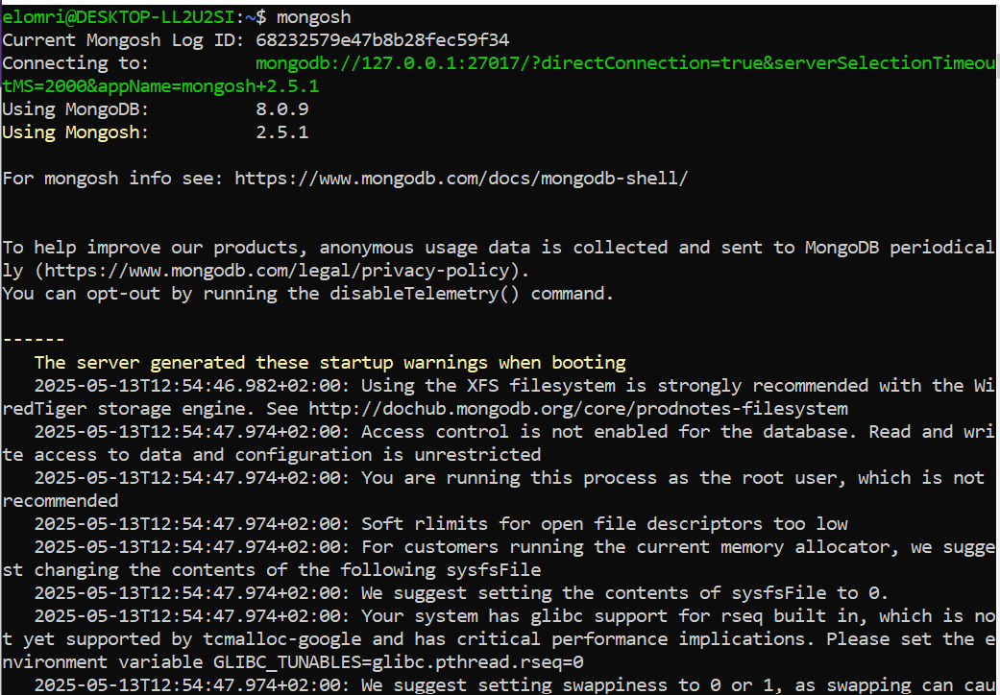 elomri@DESKTOP-LL2U2SI:~$ mongosh
Current Mongosh Log ID: 68232579e47b8b28fec59f34
Connecting to:          mongodb://127.0.0.1:27017/?directConnection=true&serverSelectionTimeou
tMS=2000&appName=mongosh+2.5.1
Using MongoDB:          8.0.9
Using Mongosh:          2.5.1
For mongosh info see: https://www.mongodb.com/docs/mongodb-shell/
To help improve our products, anonymous usage data is collected and sent to MongoDB periodical
ly (https://www.mongodb.com/legal/privacy-policy).
You can opt-out by running the disableTelemetry() command.
------
   The server generated these startup warnings when booting
   2025-05-13T12:54:46.982+02:00: Using the XFS filesystem is strongly recommended with the Wi
redTiger storage engine. See http://dochub.mongodb.org/core/prodnotes-filesystem
   2025-05-13T12:54:47.974+02:00: Access control is not enabled for the database. Read and wri
te access to data and configuration is unrestricted
   2025-05-13T12:54:47.974+02:00: You are running this process as the root user, which is not
recommended
   2025-05-13T12:54:47.974+02:00: Soft rlimits for open file descriptors too low
   2025-05-13T12:54:47.974+02:00: For customers running the current memory allocator, we sugge
st changing the contents of the following sysfsFile
   2025-05-13T12:54:47.974+02:00: We suggest setting the contents of sysfsFile to 0.
   2025-05-13T12:54:47.974+02:00: Your system has glibc support for rseq built in, which is no
t yet supported by tcmalloc-google and has critical performance implications. Please set the e
nvironment variable GLIBC_TUNABLES=glibc.pthread.rseq=0
   2025-05-13T12:54:47.974+02:00: We suggest setting swappiness to 0 or 1, as swapping can cau